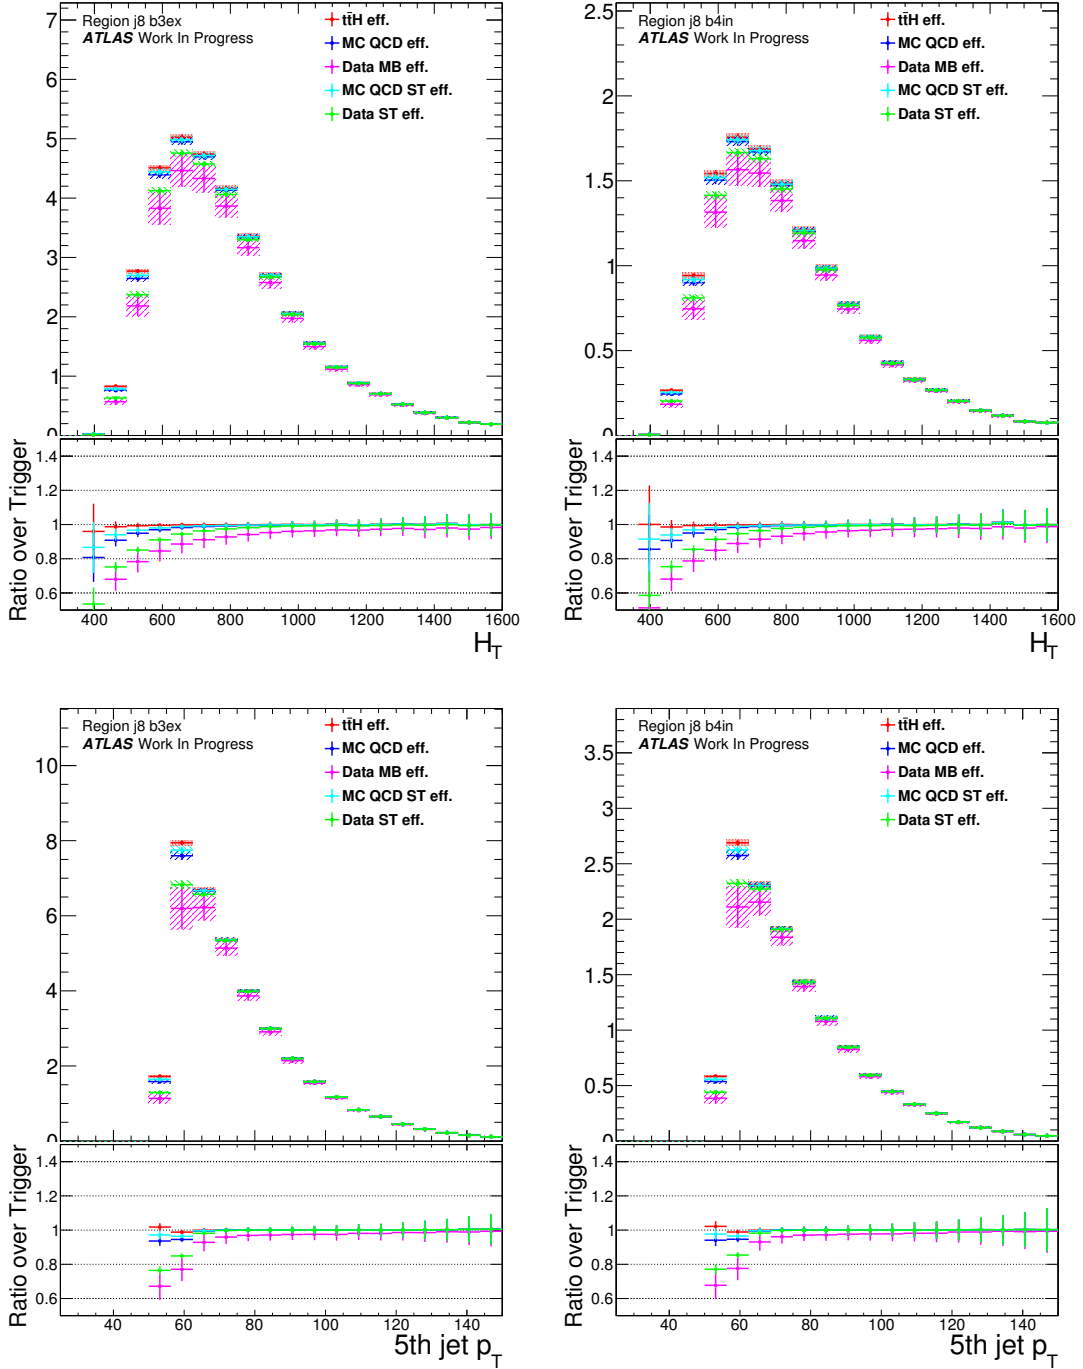 Region j8 b3ex
ATLAS Work In Progress
tt̄H eff.
MC QCD eff.
Data MB eff.
MC QCD ST eff.
Data ST eff.
7
6
5
4
3
2
1
0
Ratio over Trigger
1.4
1.2
1
0.8
0.6
400 600 800 1000 1200 1400 1600
H_T
Region j8 b4in
ATLAS Work In Progress
tt̄H eff.
MC QCD eff.
Data MB eff.
MC QCD ST eff.
Data ST eff.
2.5
2
1.5
1
0.5
0
Ratio over Trigger
1.4
1.2
1
0.8
0.6
400 600 800 1000 1200 1400 1600
H_T
Region j8 b3ex
ATLAS Work In Progress
tt̄H eff.
MC QCD eff.
Data MB eff.
MC QCD ST eff.
Data ST eff.
10
8
6
4
2
0
Ratio over Trigger
1.4
1.2
1
0.8
0.6
40 60 80 100 120 140
5th jet p_T
Region j8 b4in
ATLAS Work In Progress
tt̄H eff.
MC QCD eff.
Data MB eff.
MC QCD ST eff.
Data ST eff.
3.5
3
2.5
2
1.5
1
0.5
0
Ratio over Trigger
1.4
1.2
1
0.8
0.6
40 60 80 100 120 140
5th jet p_T